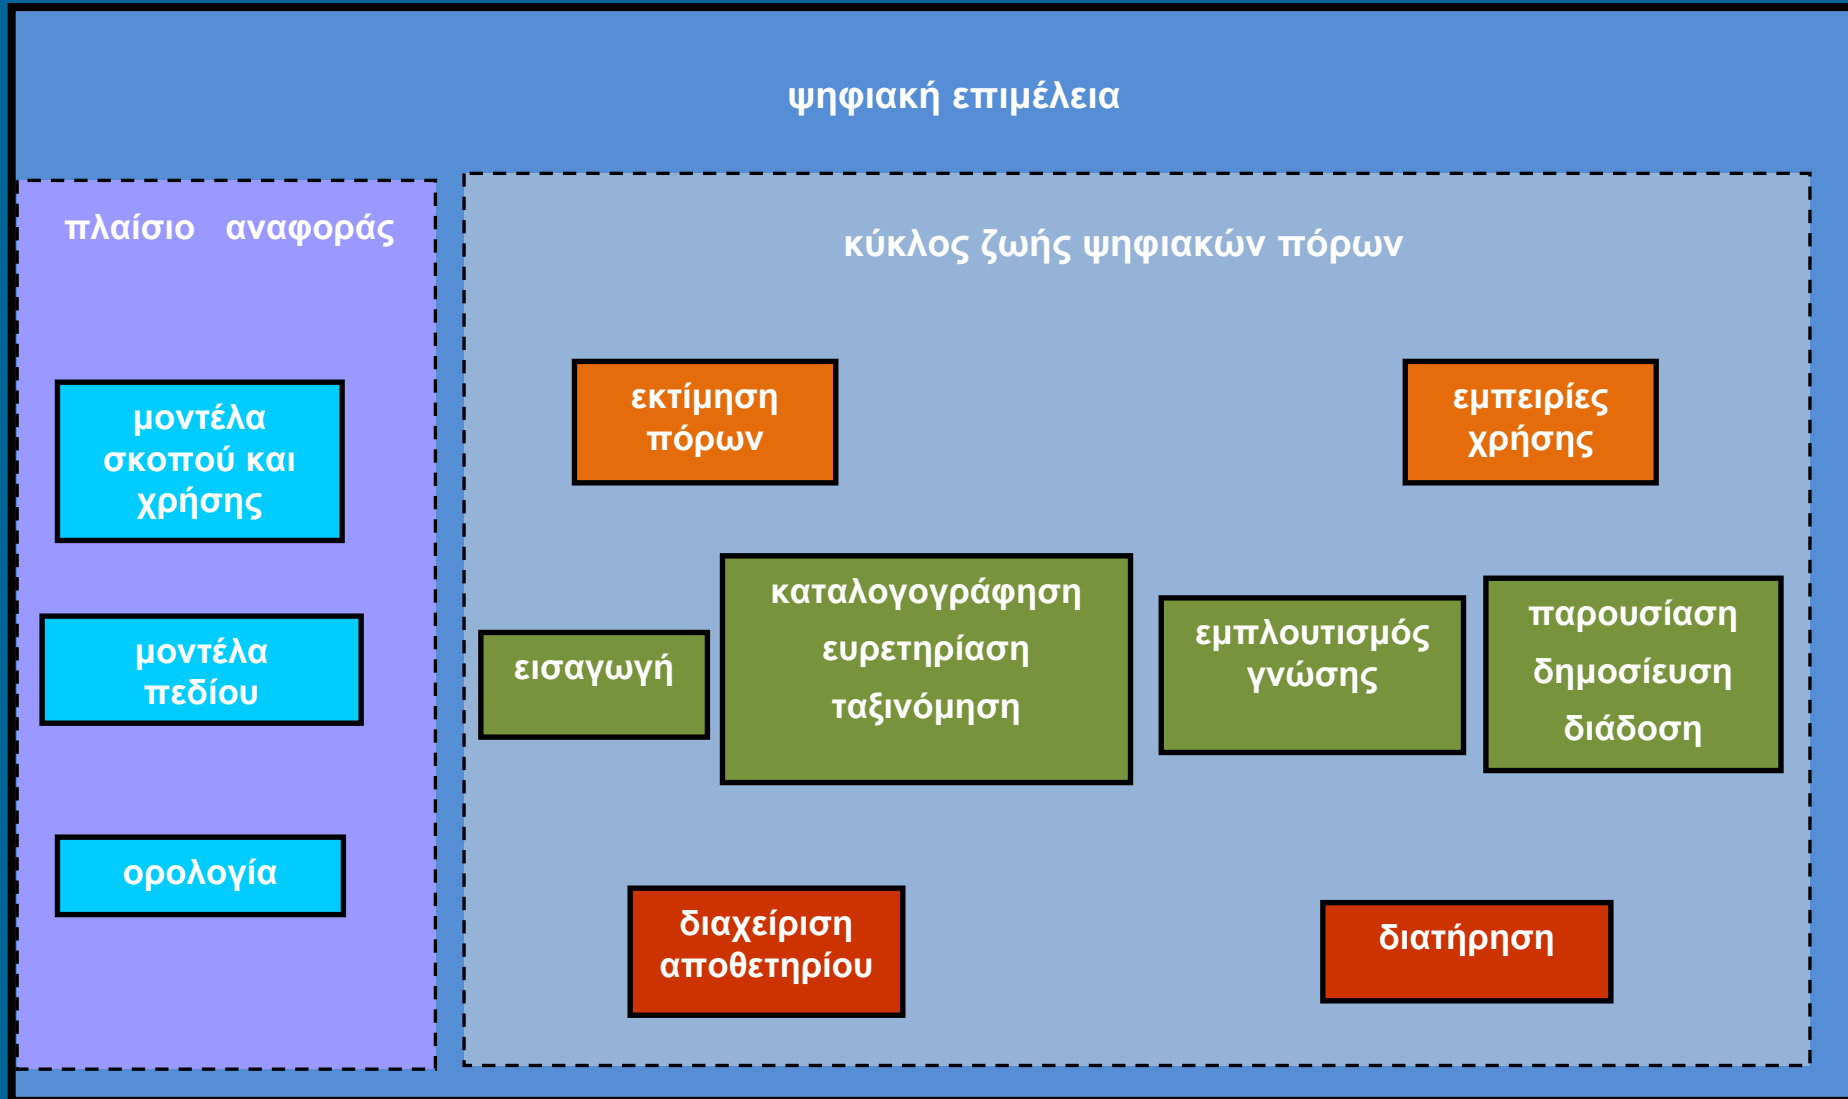 ψηφιακή επιμέλεια
πλαίσιο αναφοράς
μοντέλα
σκοπού και
χρήσης
μοντέλα
πεδίου
ορολογία
κύκλος ζωής ψηφιακών πόρων
εκτίμηση
πόρων
εμπειρίες
χρήσης
εισαγωγή
καταλογογράφηση
ευρετηρίαση
ταξινόμηση
εμπλουτισμός
γνώσης
παρουσίαση
δημοσίευση
διάδοση
διαχείριση
αποθετηρίου
διατήρηση